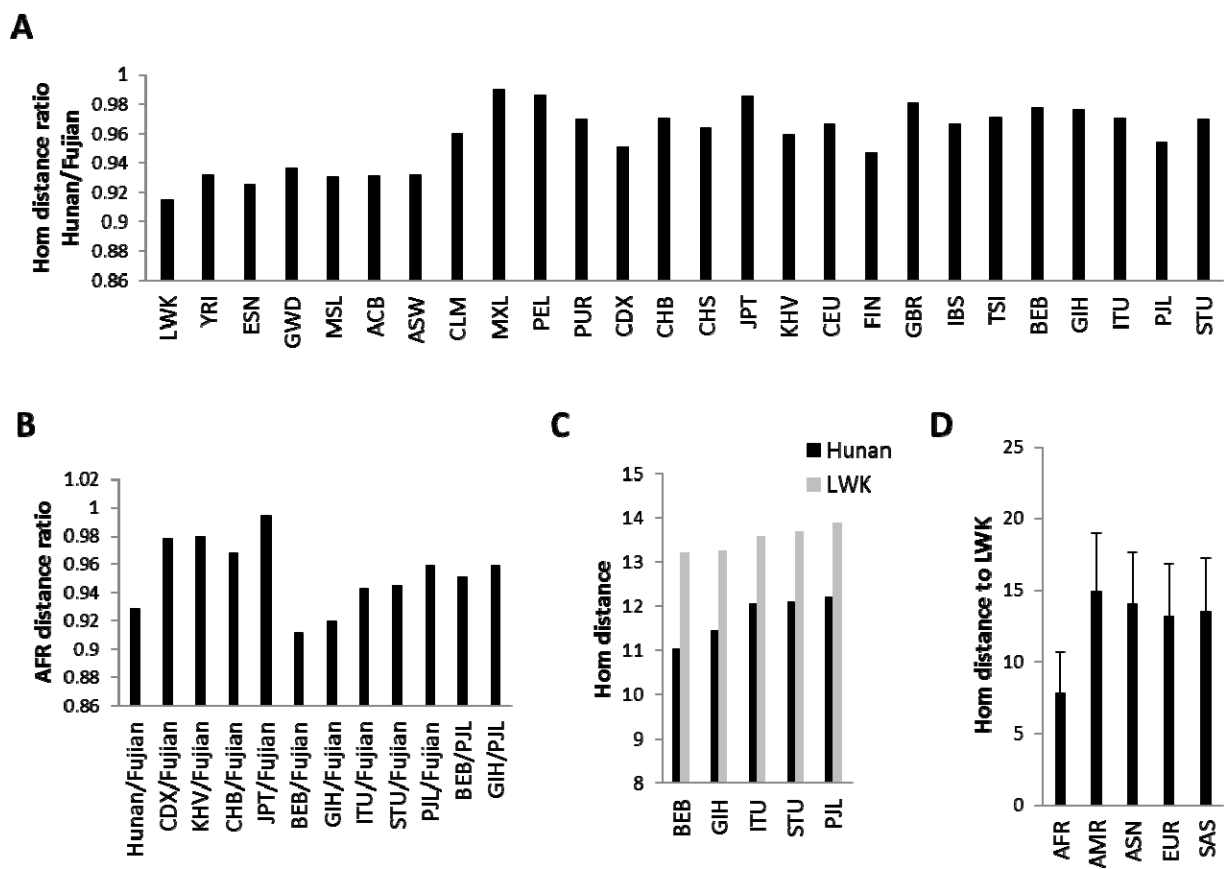 A
Hom distance ratio
Hunan/Fujian
1
0.98
0.96
0.94
0.92
0.9
0.88
0.86
LWK
YRI
ESN
GWD
MSL
ACB
ASW
CLM
MXL
PEL
PUR
CDX
CHB
CHS
JPT
KHV
CEU
FIN
GBR
IBS
TSI
BEB
GIH
ITU
PJL
STU
B
AFR distance ratio
1.02
1
0.98
0.96
0.94
0.92
0.9
0.88
0.86
Hunan/Fujian
CDX/Fujian
KHV/Fujian
CHB/Fujian
JPT/Fujian
BEB/Fujian
GIH/Fujian
ITU/Fujian
STU/Fujian
PJL/Fujian
BEB/PJL
GIH/PJL
C
Hunan
LWK
Hom distance
15
14
13
12
11
10
9
8
BEB
GIH
ITU
STU
PJL
D
Hom distance to LWK
25
20
15
10
5
0
AFR
AMR
ASN
EUR
SAS